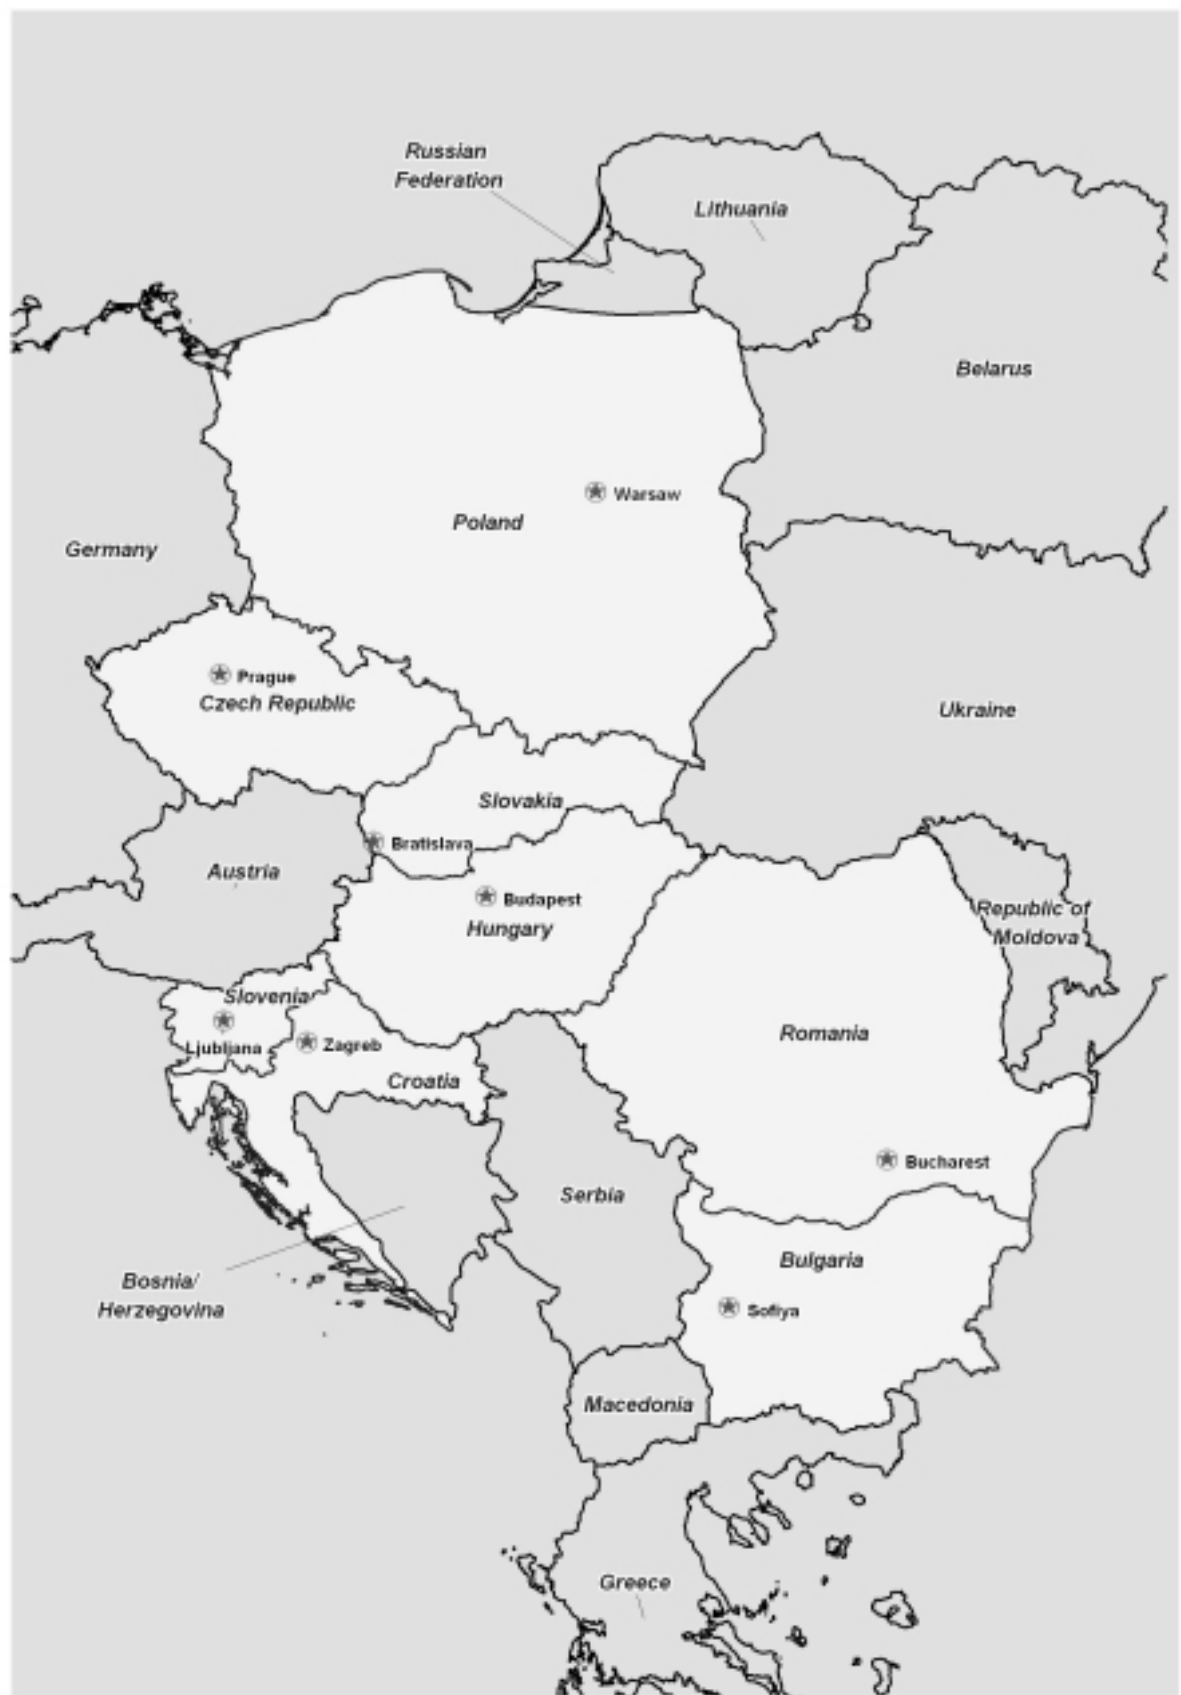 Russian
Federation
Lithuania
Belarus
Warsaw
Poland
Germany
Prague
Czech Republic
Ukraine
Slovakia
Bratislava
Austria
Budapest
Hungary
Republic of
Moldova
Slovenia
Ljubljana
Zagreb
Romania
Croatia
Bucharest
Serbia
Bulgaria
Bosnia/
Herzegovina
Sofiya
Macedonia
Greece